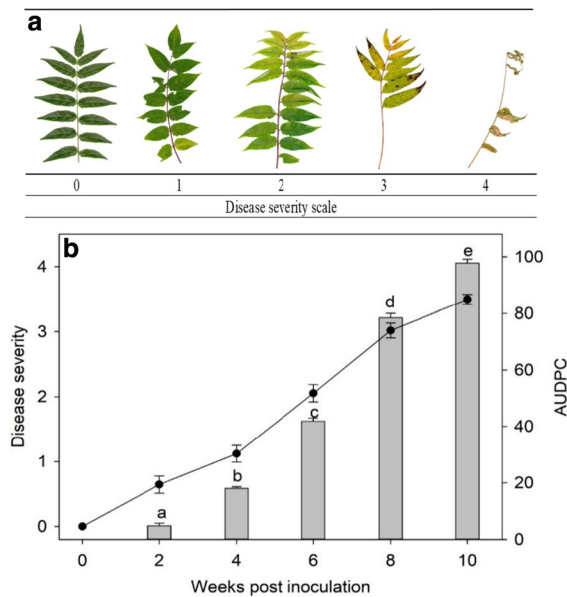 a
0 1 2 3 4
Disease severity scale
b
Disease severity
4
3
2
1
0
a
b
c
d
e
100
80
60
40
20
0
AUDPC
0 2 4 6 8 10
Weeks post inoculation